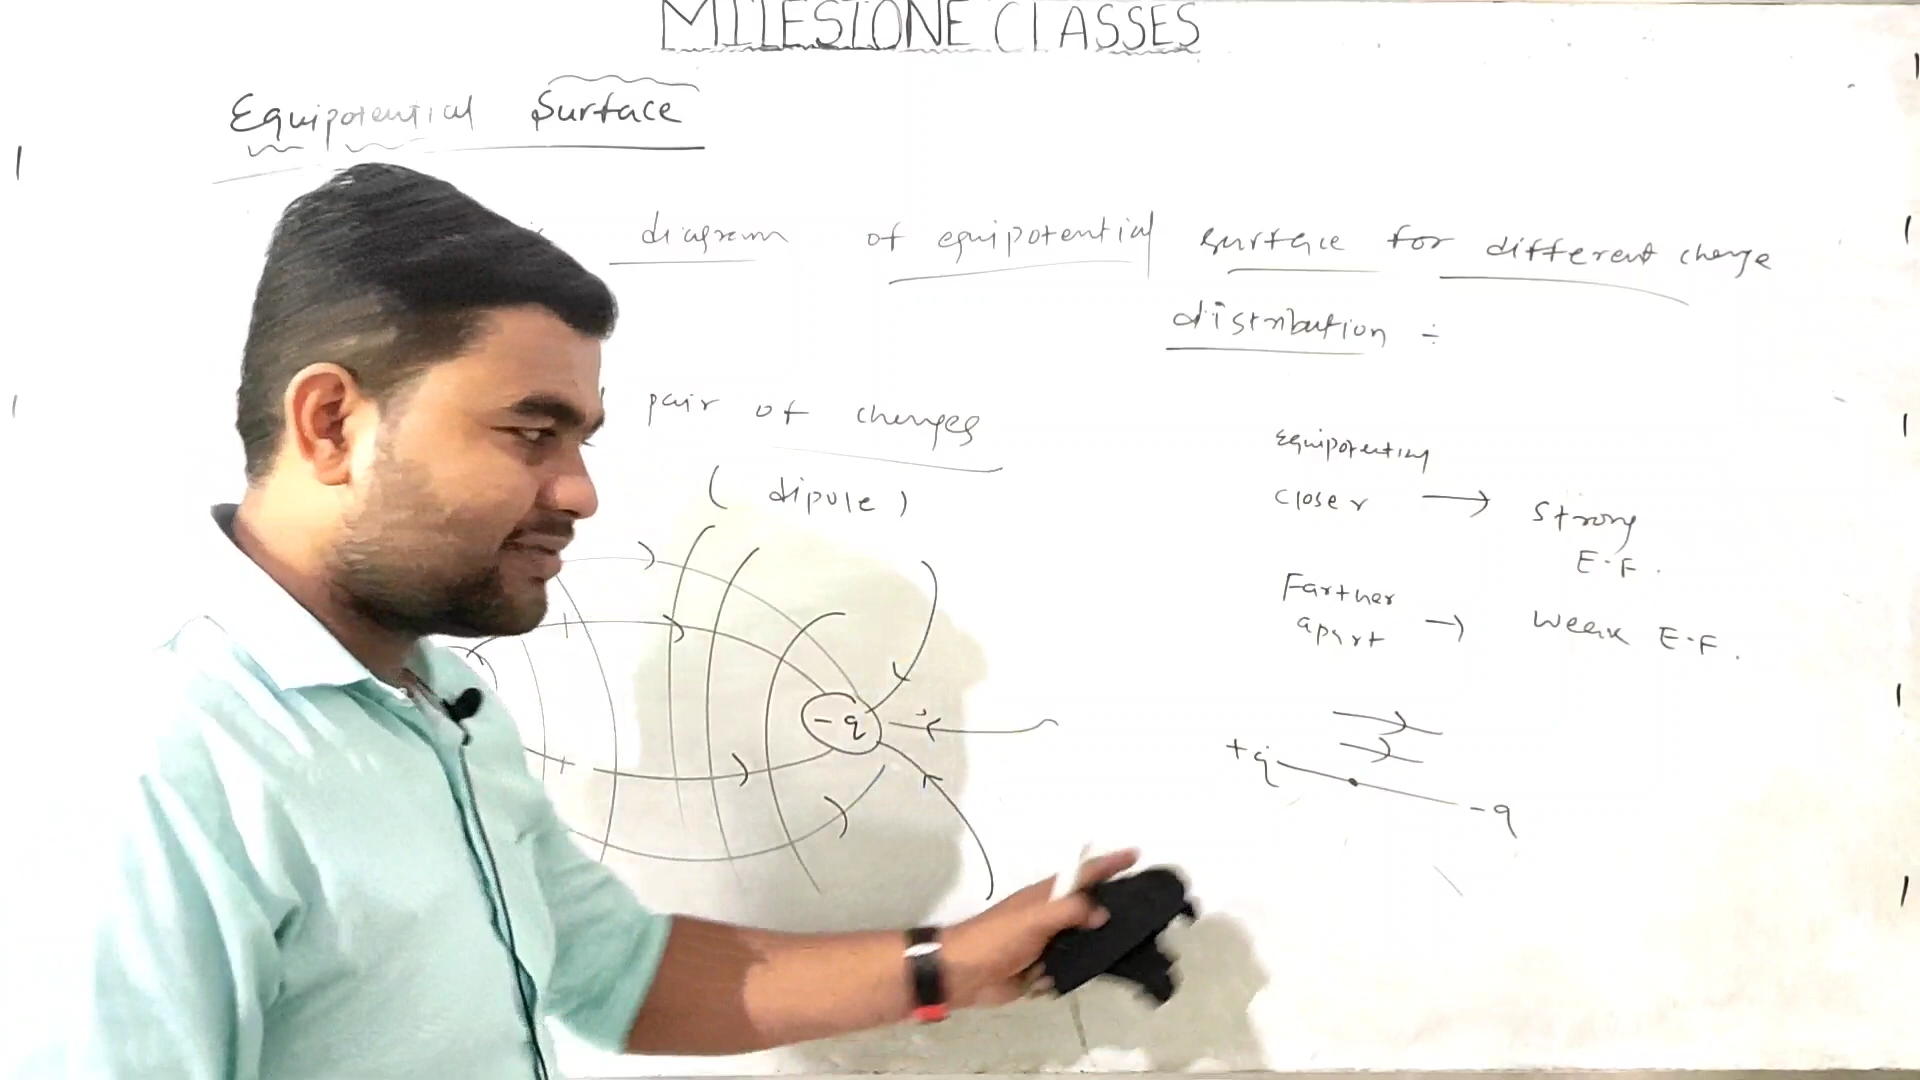 MILESTONE CLASSES
Equipotential Surface
diagram of equipotential surface for different charge
distribution ÷
pair of charges
( dipole )
Equipotential
closer → Strong
E.F.
Farther
apart → Weak E.F.
-q
+q
-q